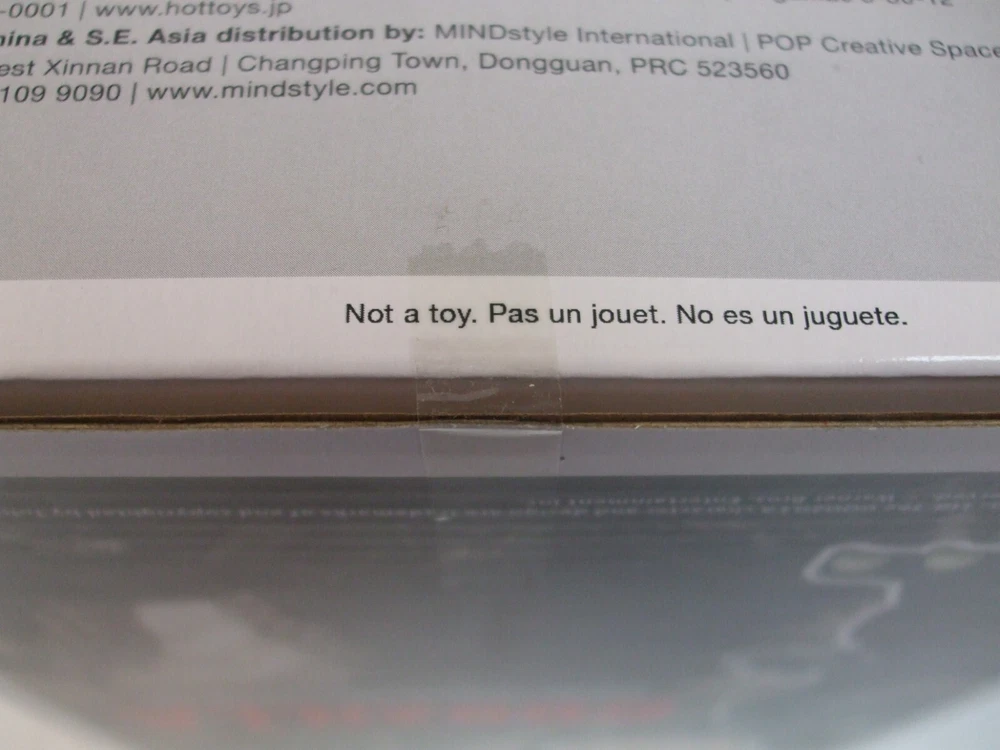 -0001 | www.hottoys.jp
ina & S.E. Asia distribution by: MINDstyle International | POP Creative Space
est Xinnan Road | Changping Town, Dongguan, PRC 523560
109 9090 | www.mindstyle.com
Not a toy. Pas un jouet. No es un juguete.